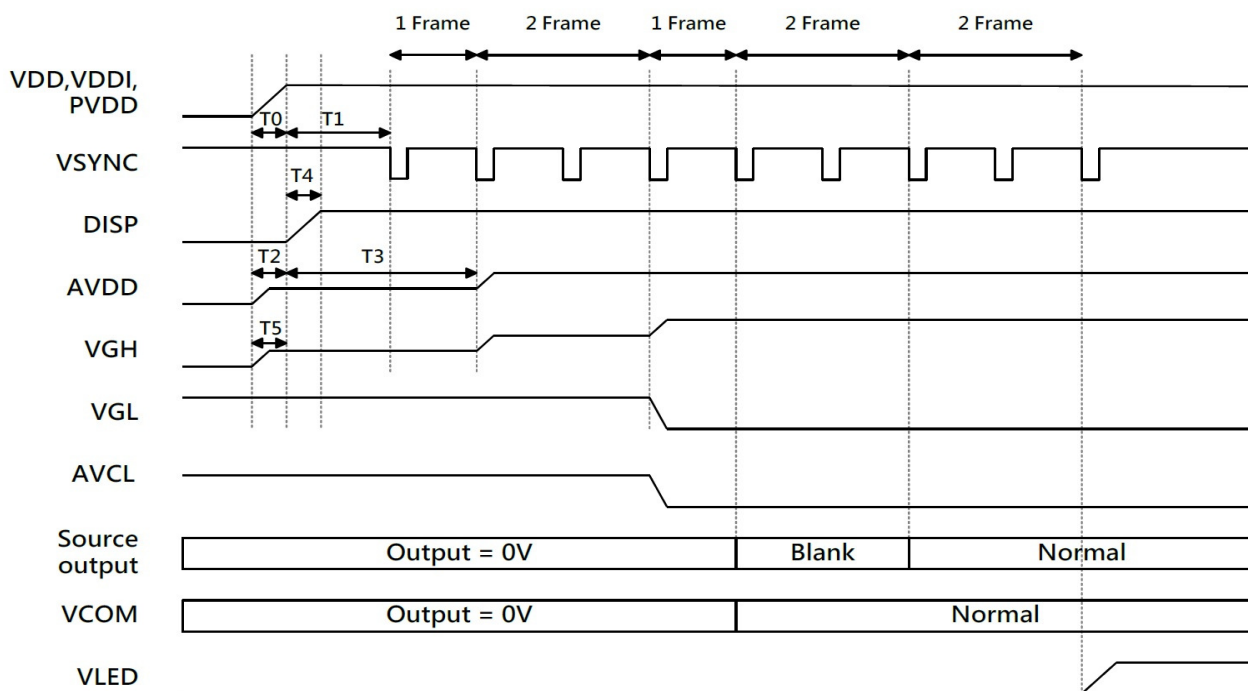 1 Frame 2 Frame 1 Frame 2 Frame 2 Frame
VDD,VDDI,
PVDD
T0 T1
VSYNC
T4
DISP
T2 T3
AVDD
T5
VGH
VGL
AVCL
Source
output
Output = 0V Blank Normal
VCOM Output = 0V Normal
VLED